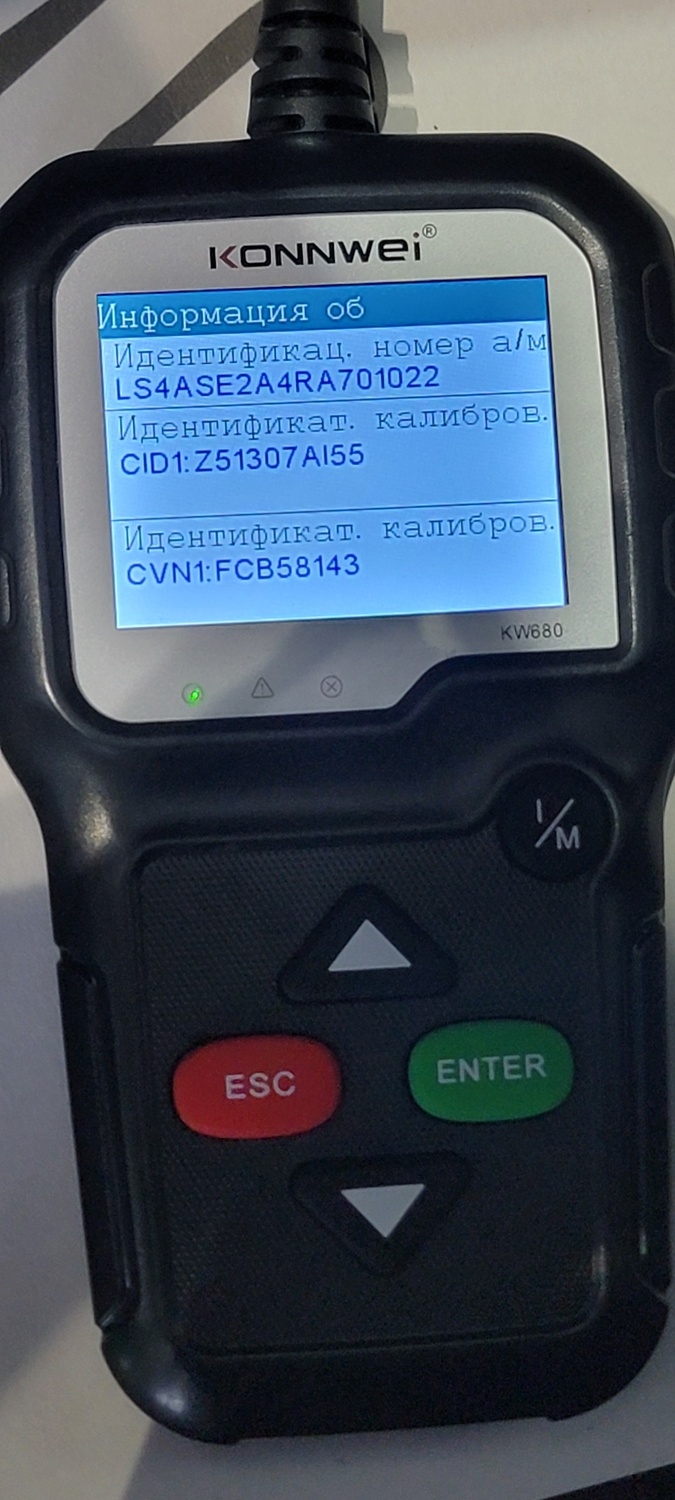 KONNWEI®
Информация об
Идентификац. номер а/м
LS4ASE2A4RA701022
Идентификат. калибров.
CID1:Z51307AI55
Идентификат. калибров.
CVN1:FCB58143
KW680
I/M
ESC
ENTER